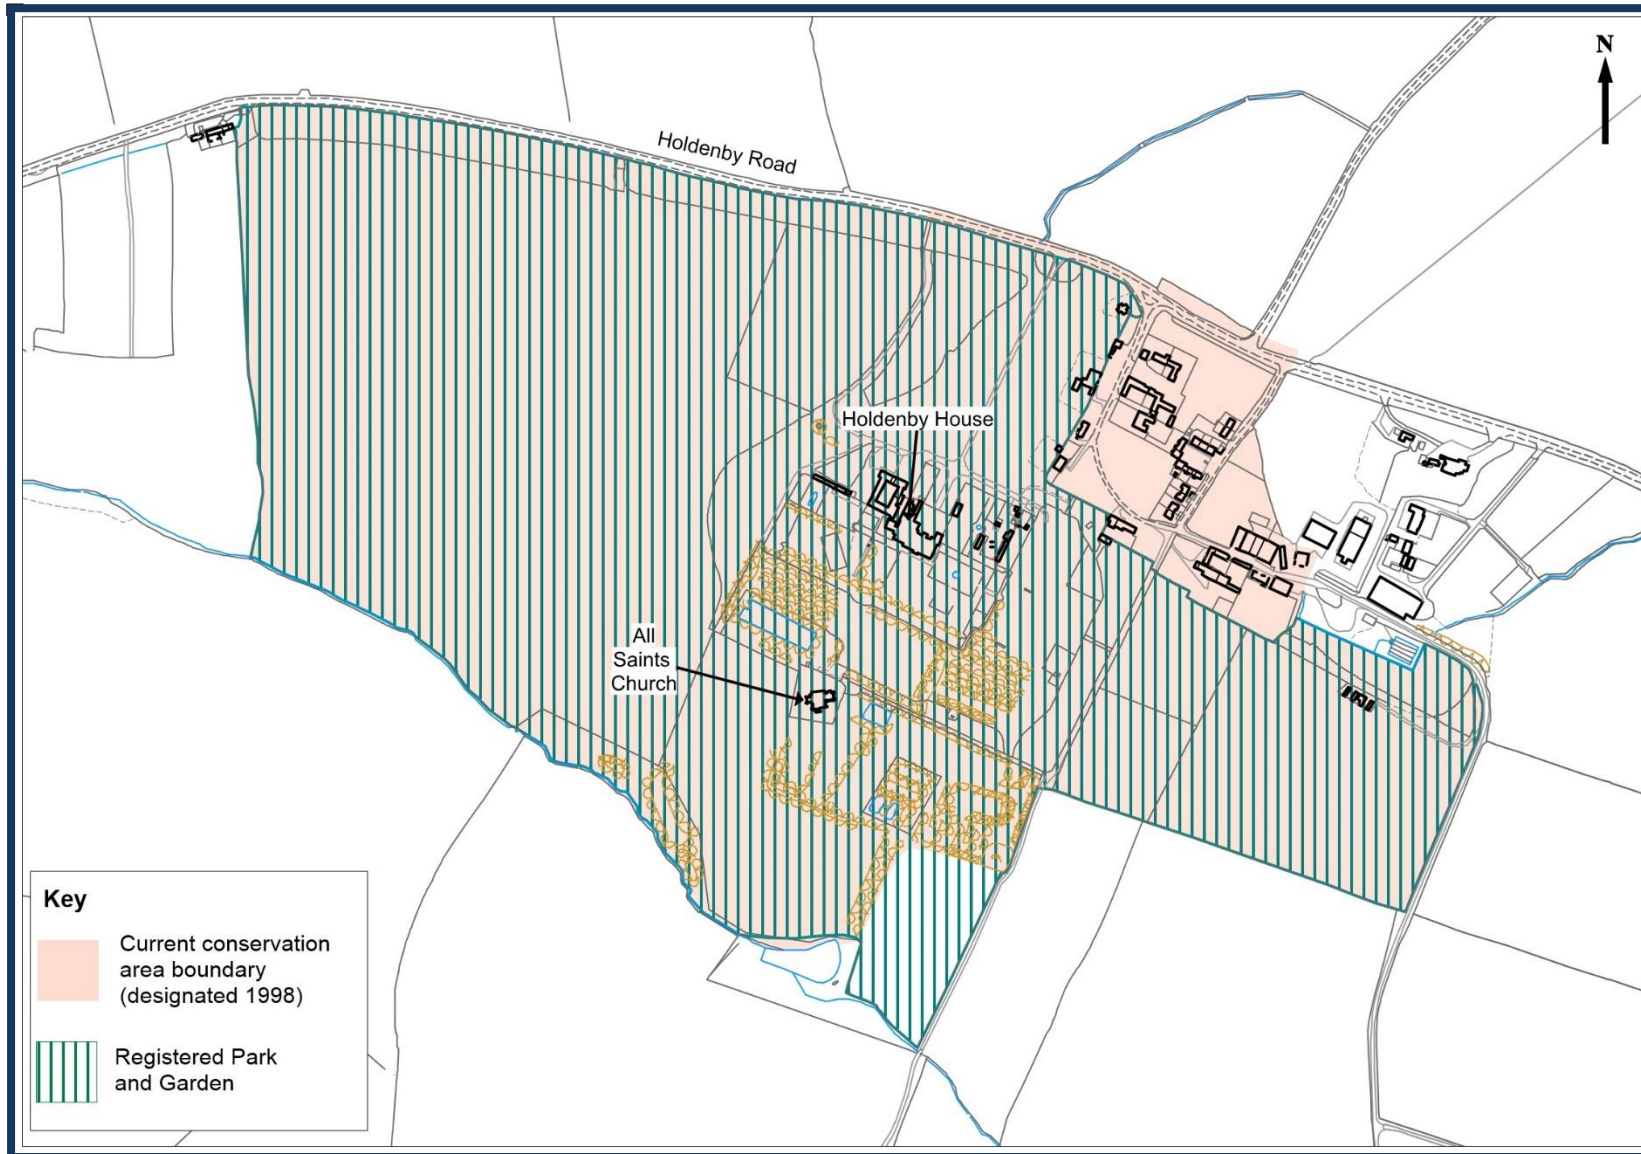 N
Holdenby Road
Holdenby House
All
Saints
Church
Key
Current conservation
area boundary
(designated 1998)
Registered Park
and Garden